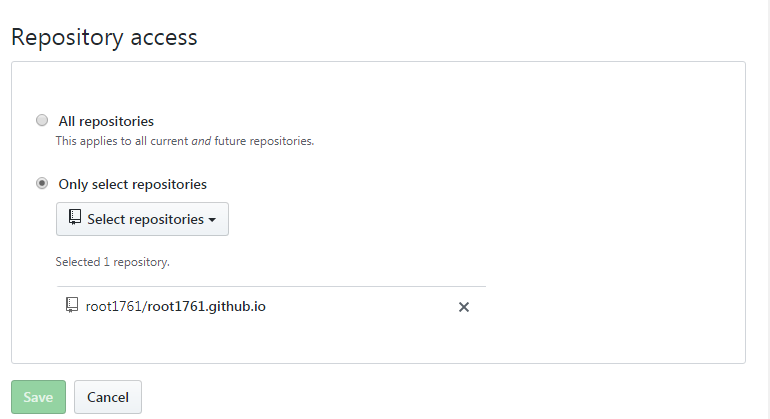 Repository access
All repositories
This applies to all current and future repositories.
Only select repositories
Select repositories
Selected 1 repository.
root1761/root1761.github.io
Save
Cancel